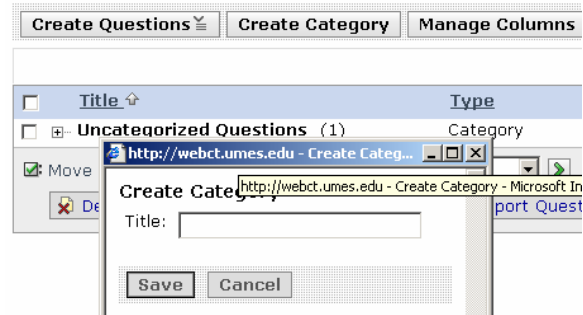 Create Questions Create Category Manage Columns
Title Type
Uncategorized Questions (1) Category
http://webct.umes.edu - Create Categ...
Move
http://webct.umes.edu - Create Category - Microsoft In
Create
Title:
De
port Quest
Save Cancel